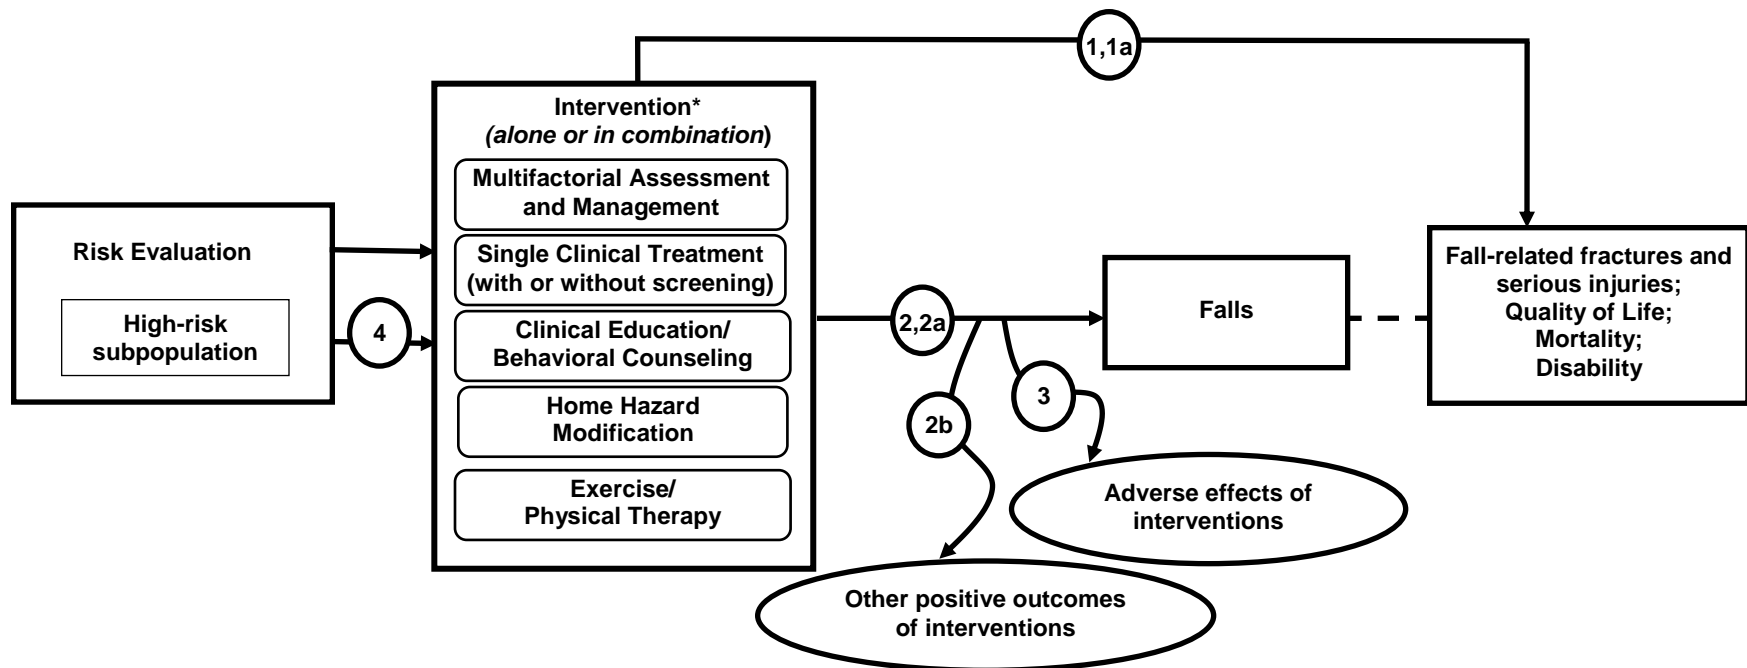 1,1a
Intervention*
(alone or in combination)
Multifactorial Assessment
and Management
Risk Evaluation
Single Clinical Treatment
(with or without screening)
High-risk
subpopulation
4
Clinical Education/
Behavioral Counseling
Home Hazard
Modification
Exercise/
Physical Therapy
2,2a
Falls
Fall-related fractures and
serious injuries;
Quality of Life;
Mortality;
Disability
2b
3
Adverse effects of
interventions
Other positive outcomes
of interventions